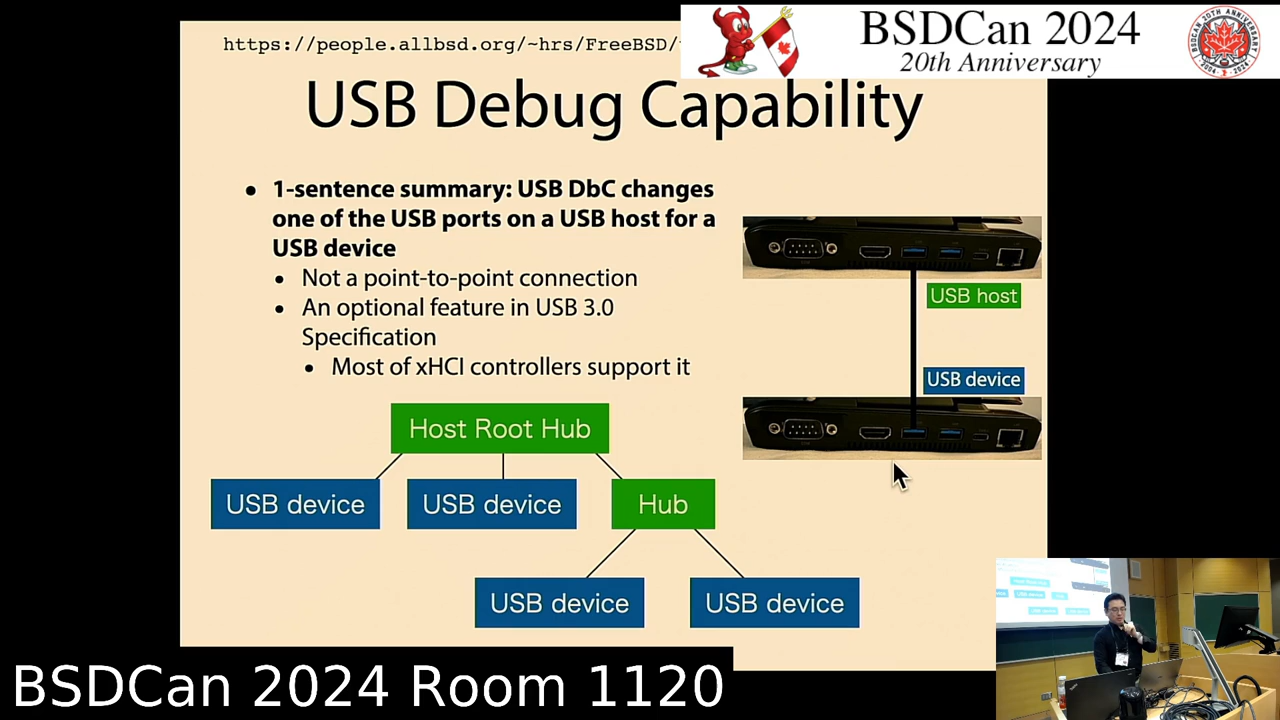 https://people.allbsd.org/~hrs/FreeBSD/
BSDCan 2024
20th Anniversary
USB Debug Capability
• 1-sentence summary: USB DbC changes
one of the USB ports on a USB host for a
USB device
• Not a point-to-point connection
• An optional feature in USB 3.0
Specification
• Most of xHCI controllers support it
USB host
USB device
Host Root Hub
USB device
USB device
Hub
USB device
USB device
BSDCan 2024 Room 1120